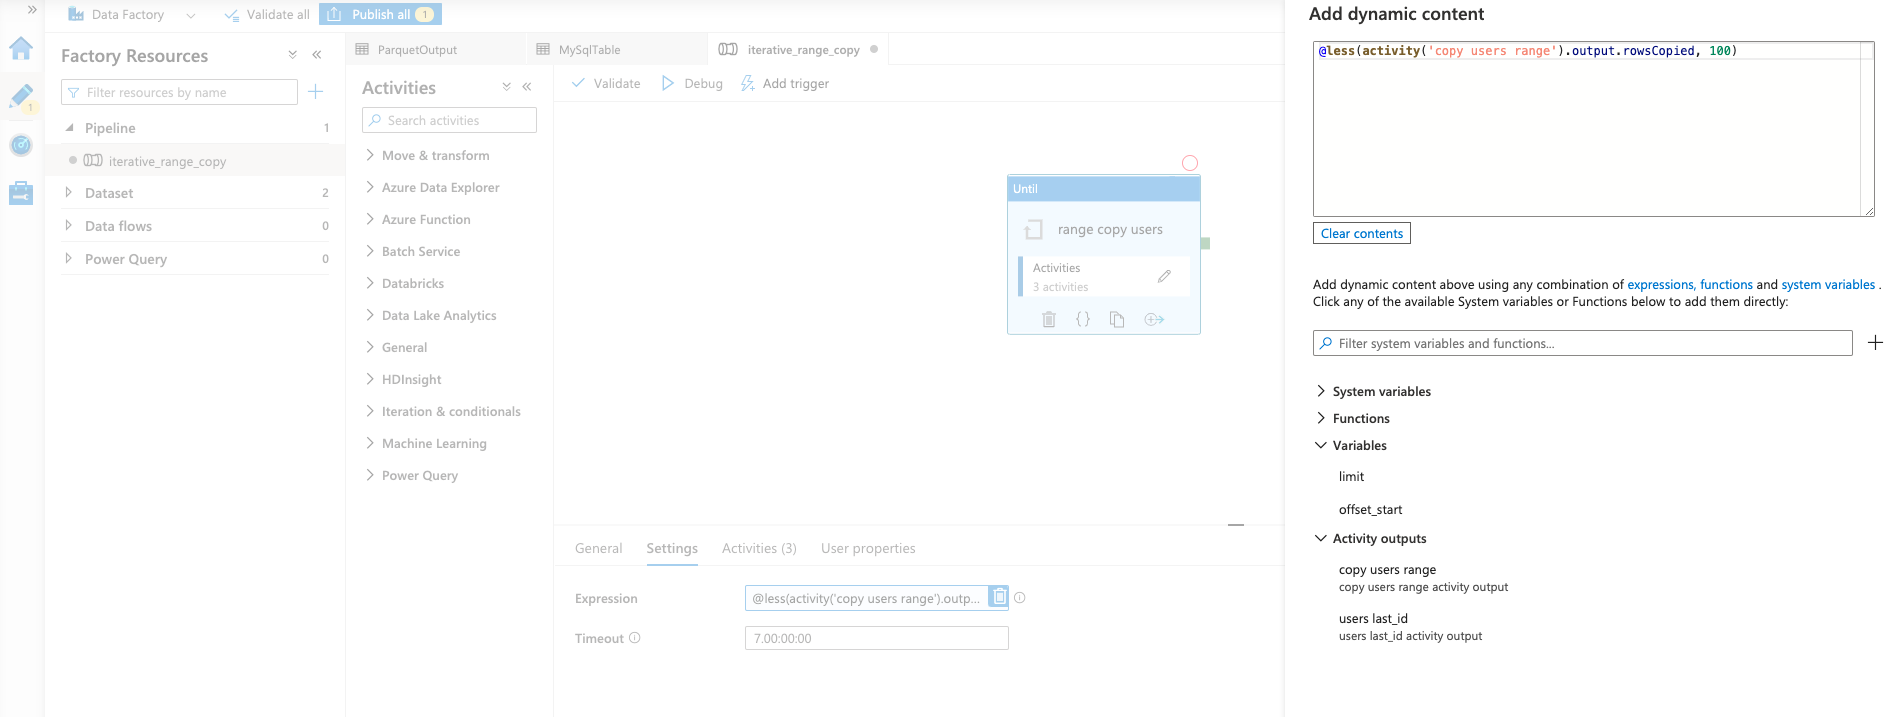 Data Factory
Validate all
Publish all 1
Factory Resources
Filter resources by name
1
Pipeline 1
iterative_range_copy
Dataset 2
Data flows 0
Power Query 0
ParquetOutput
MySqlTable
iterative_range_copy
Activities
Search activities
Move & transform
Azure Data Explorer
Azure Function
Batch Service
Databricks
Data Lake Analytics
General
HDInsight
Iteration & conditionals
Machine Learning
Power Query
Validate
Debug
Add trigger
Until
range copy users
Activities
3 activities
General
Settings
Activities (3)
User properties
Expression
@less(activity('copy users range').outp...
Timeout
7.00:00:00
Add dynamic content
@less(activity('copy users range').output.rowsCopied, 100)
Clear contents
Add dynamic content above using any combination of expressions, functions and system variables .
Click any of the available System variables or Functions below to add them directly:
Filter system variables and functions...
System variables
Functions
Variables
limit
offset_start
Activity outputs
copy users range
copy users range activity output
users last_id
users last_id activity output